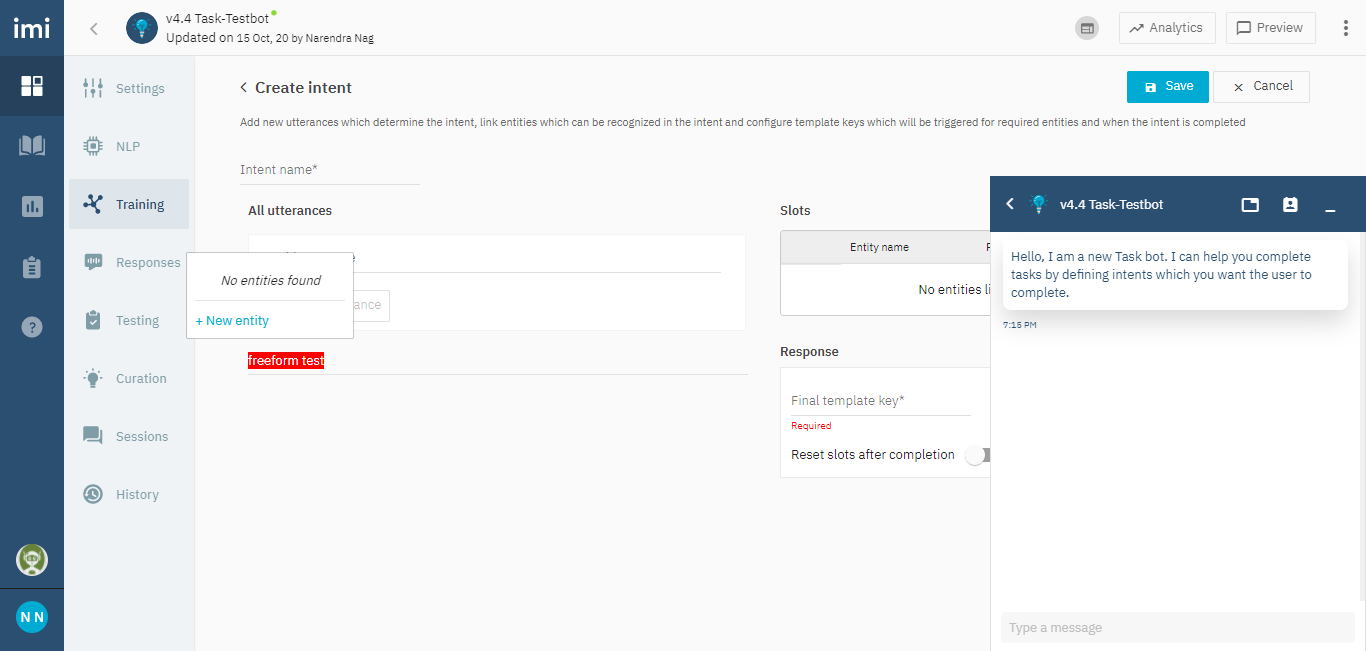 imi
v4.4 Task-Testbot
Updated on 15 Oct, 20 by Narendra Nag
Analytics
Preview
Settings
NLP
Training
Responses
Testing
Curation
Sessions
History
N N
Create intent
Save
Cancel
Add new utterances which determine the intent, link entities which can be recognized in the intent and configure template keys which will be triggered for required entities and when the intent is completed
Intent name*
All utterances
No entities found
+ New entity
ance
freeform test
Slots
Entity name
No entities li
Response
Final template key*
Required
Reset slots after completion
v4.4 Task-Testbot
Hello, I am a new Task bot. I can help you complete
tasks by defining intents which you want the user to
complete.
7:15 PM
Type a message